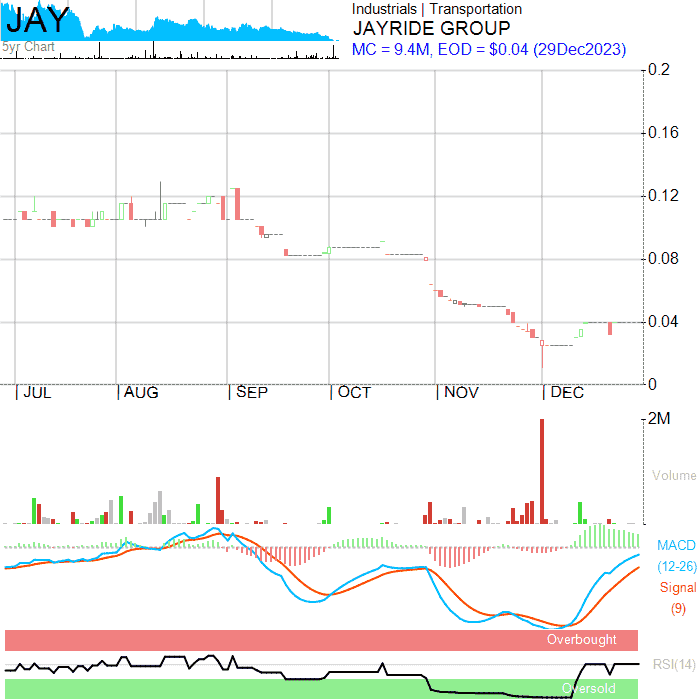 JAY
5yr Chart
Industrials | Transportation
JAYRIDE GROUP
MC = 9.4M, EOD = $0.04 (29Dec2023)
0.2
0.16
0.12
0.08
0.04
0
JUL
AUG
SEP
OCT
NOV
DEC
2M
Volume
MACD
(12-26)
Signal
(9)
Overbought
RSI(14)
Oversold